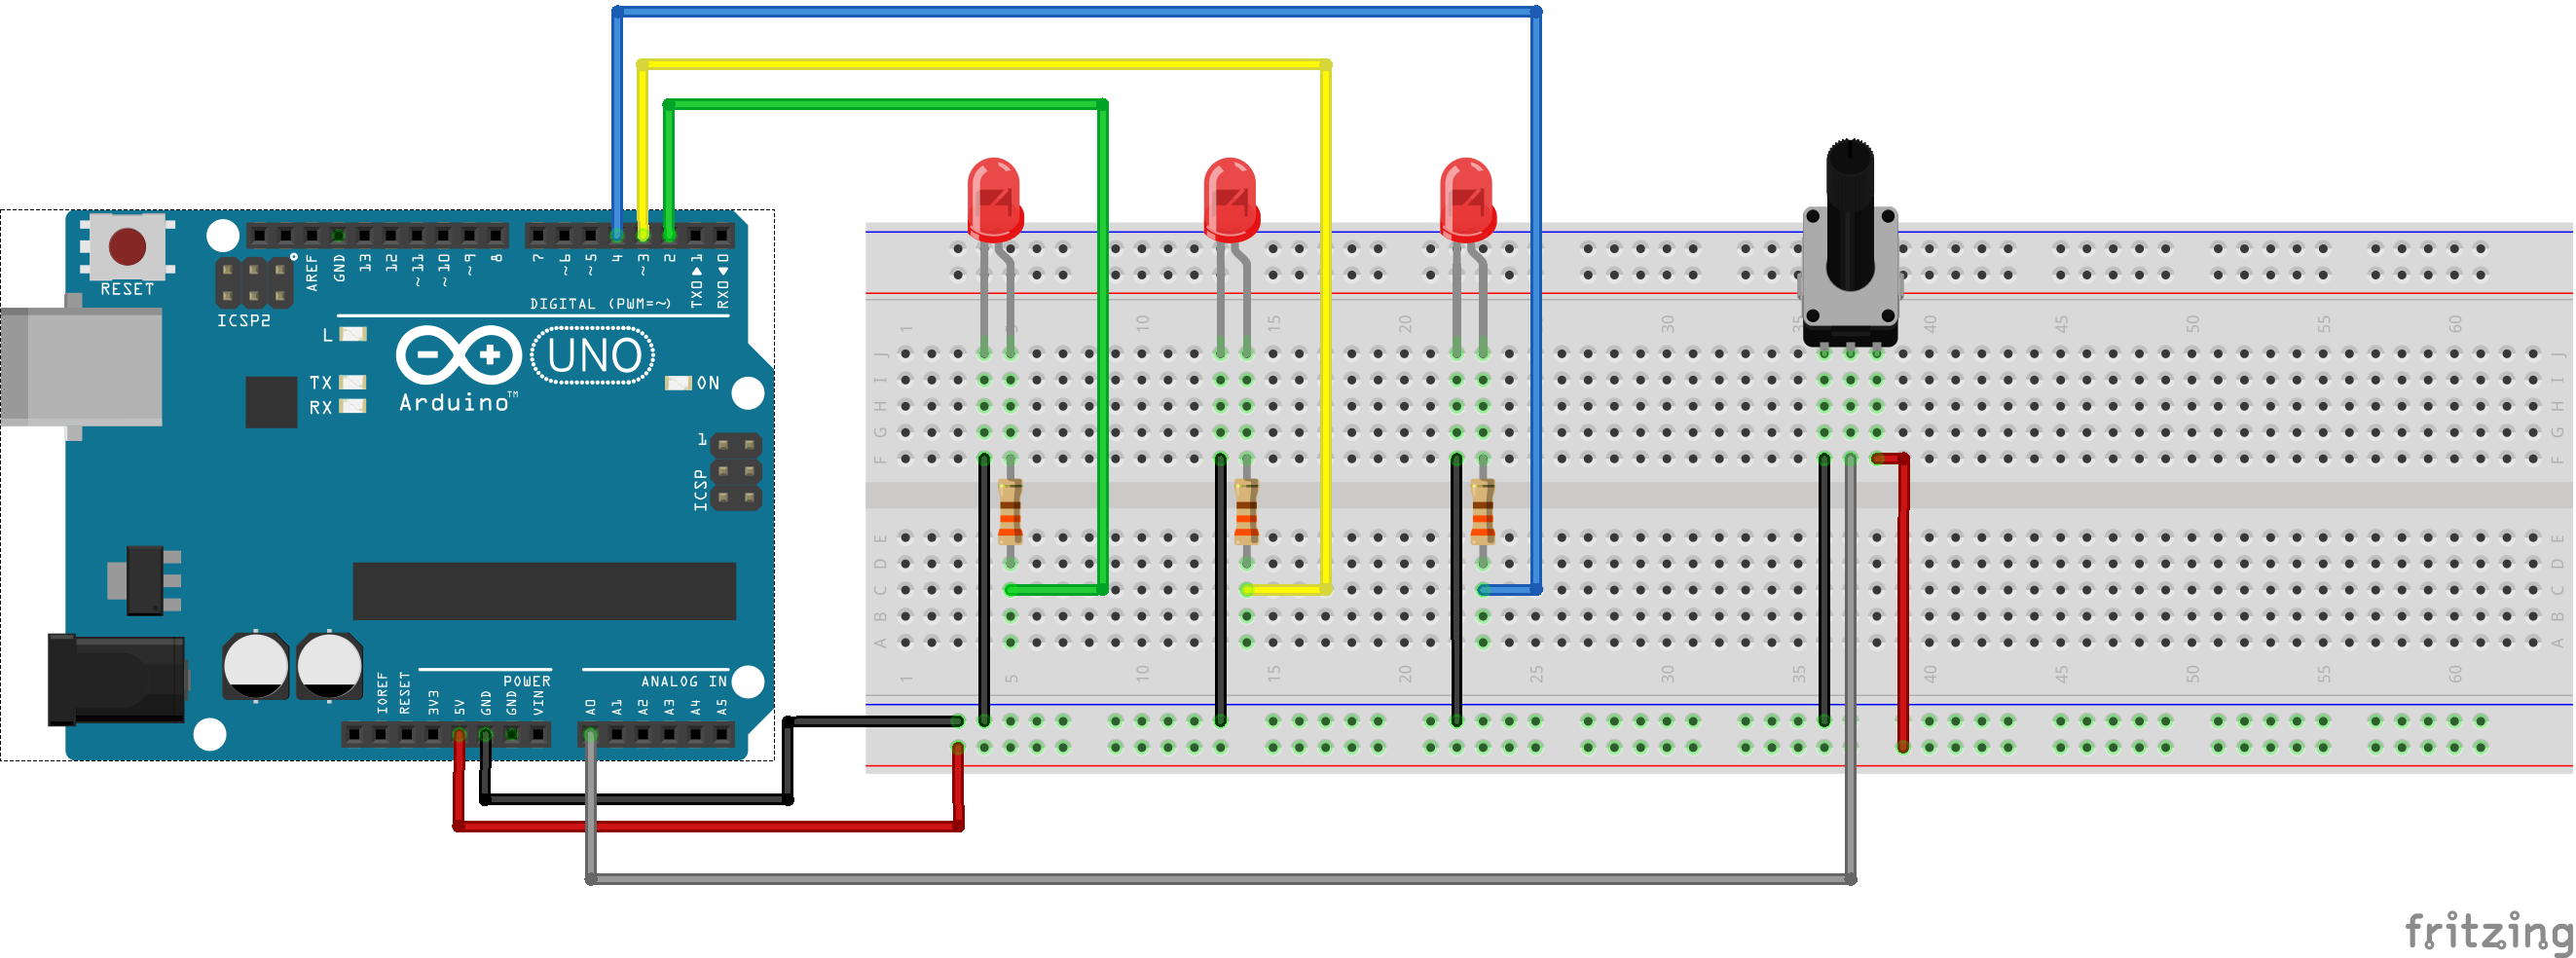 RESET
ICSP2
AREF
GND
13
12
~11
~10
~9
8
7
~6
~5
4
~3
2
TX0▶1
RX0◀0
DIGITAL (PWM=~)
L
TX
RX
UNO
Arduino™
ON
1
ICSP
IOREF
RESET
3V3
5V
GND
GND
VIN
POWER
A0
A1
A2
A3
A4
A5
ANALOG IN
1 5 10 15 20 25 30 35 40 45 50 55 60
J J
I I
H H
G G
F F
E E
D D
C C
B B
A A
1 5 10 15 20 25 30 35 40 45 50 55 60
fritzing